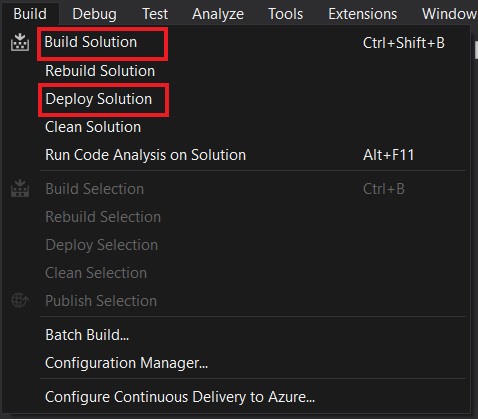 Build Debug Test Analyze Tools Extensions Window
Build Solution Ctrl+Shift+B
Rebuild Solution
Deploy Solution
Clean Solution
Run Code Analysis on Solution Alt+F11
Build Selection Ctrl+B
Rebuild Selection
Deploy Selection
Clean Selection
Publish Selection
Batch Build...
Configuration Manager...
Configure Continuous Delivery to Azure...